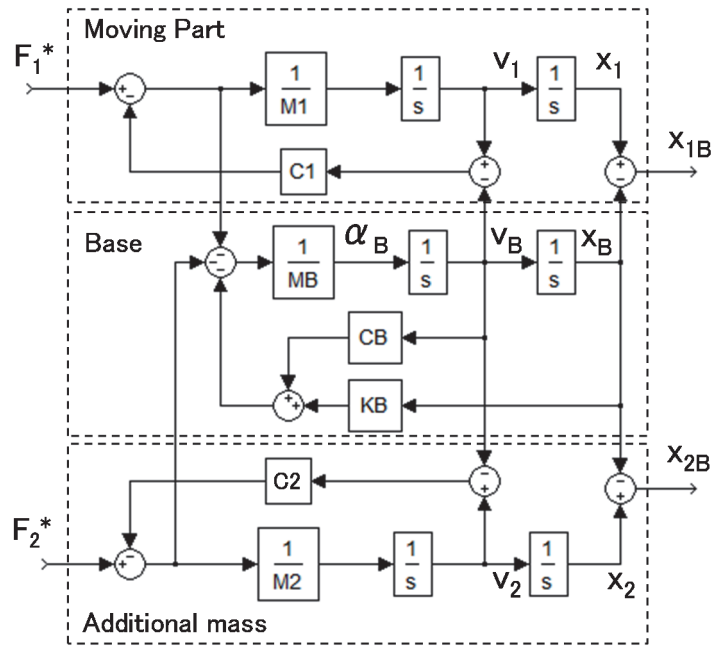 Moving Part
F1*
+
−
1
M1
1
s
v1
1
s
x1
C1
+
−
+
−
x1B
Base
−
−
−
1
MB
αB
1
s
vB
1
s
xB
CB
+
+
KB
C2
−
+
−
+
x2B
F2*
+
−
1
M2
1
s
v2
1
s
x2
Additional mass